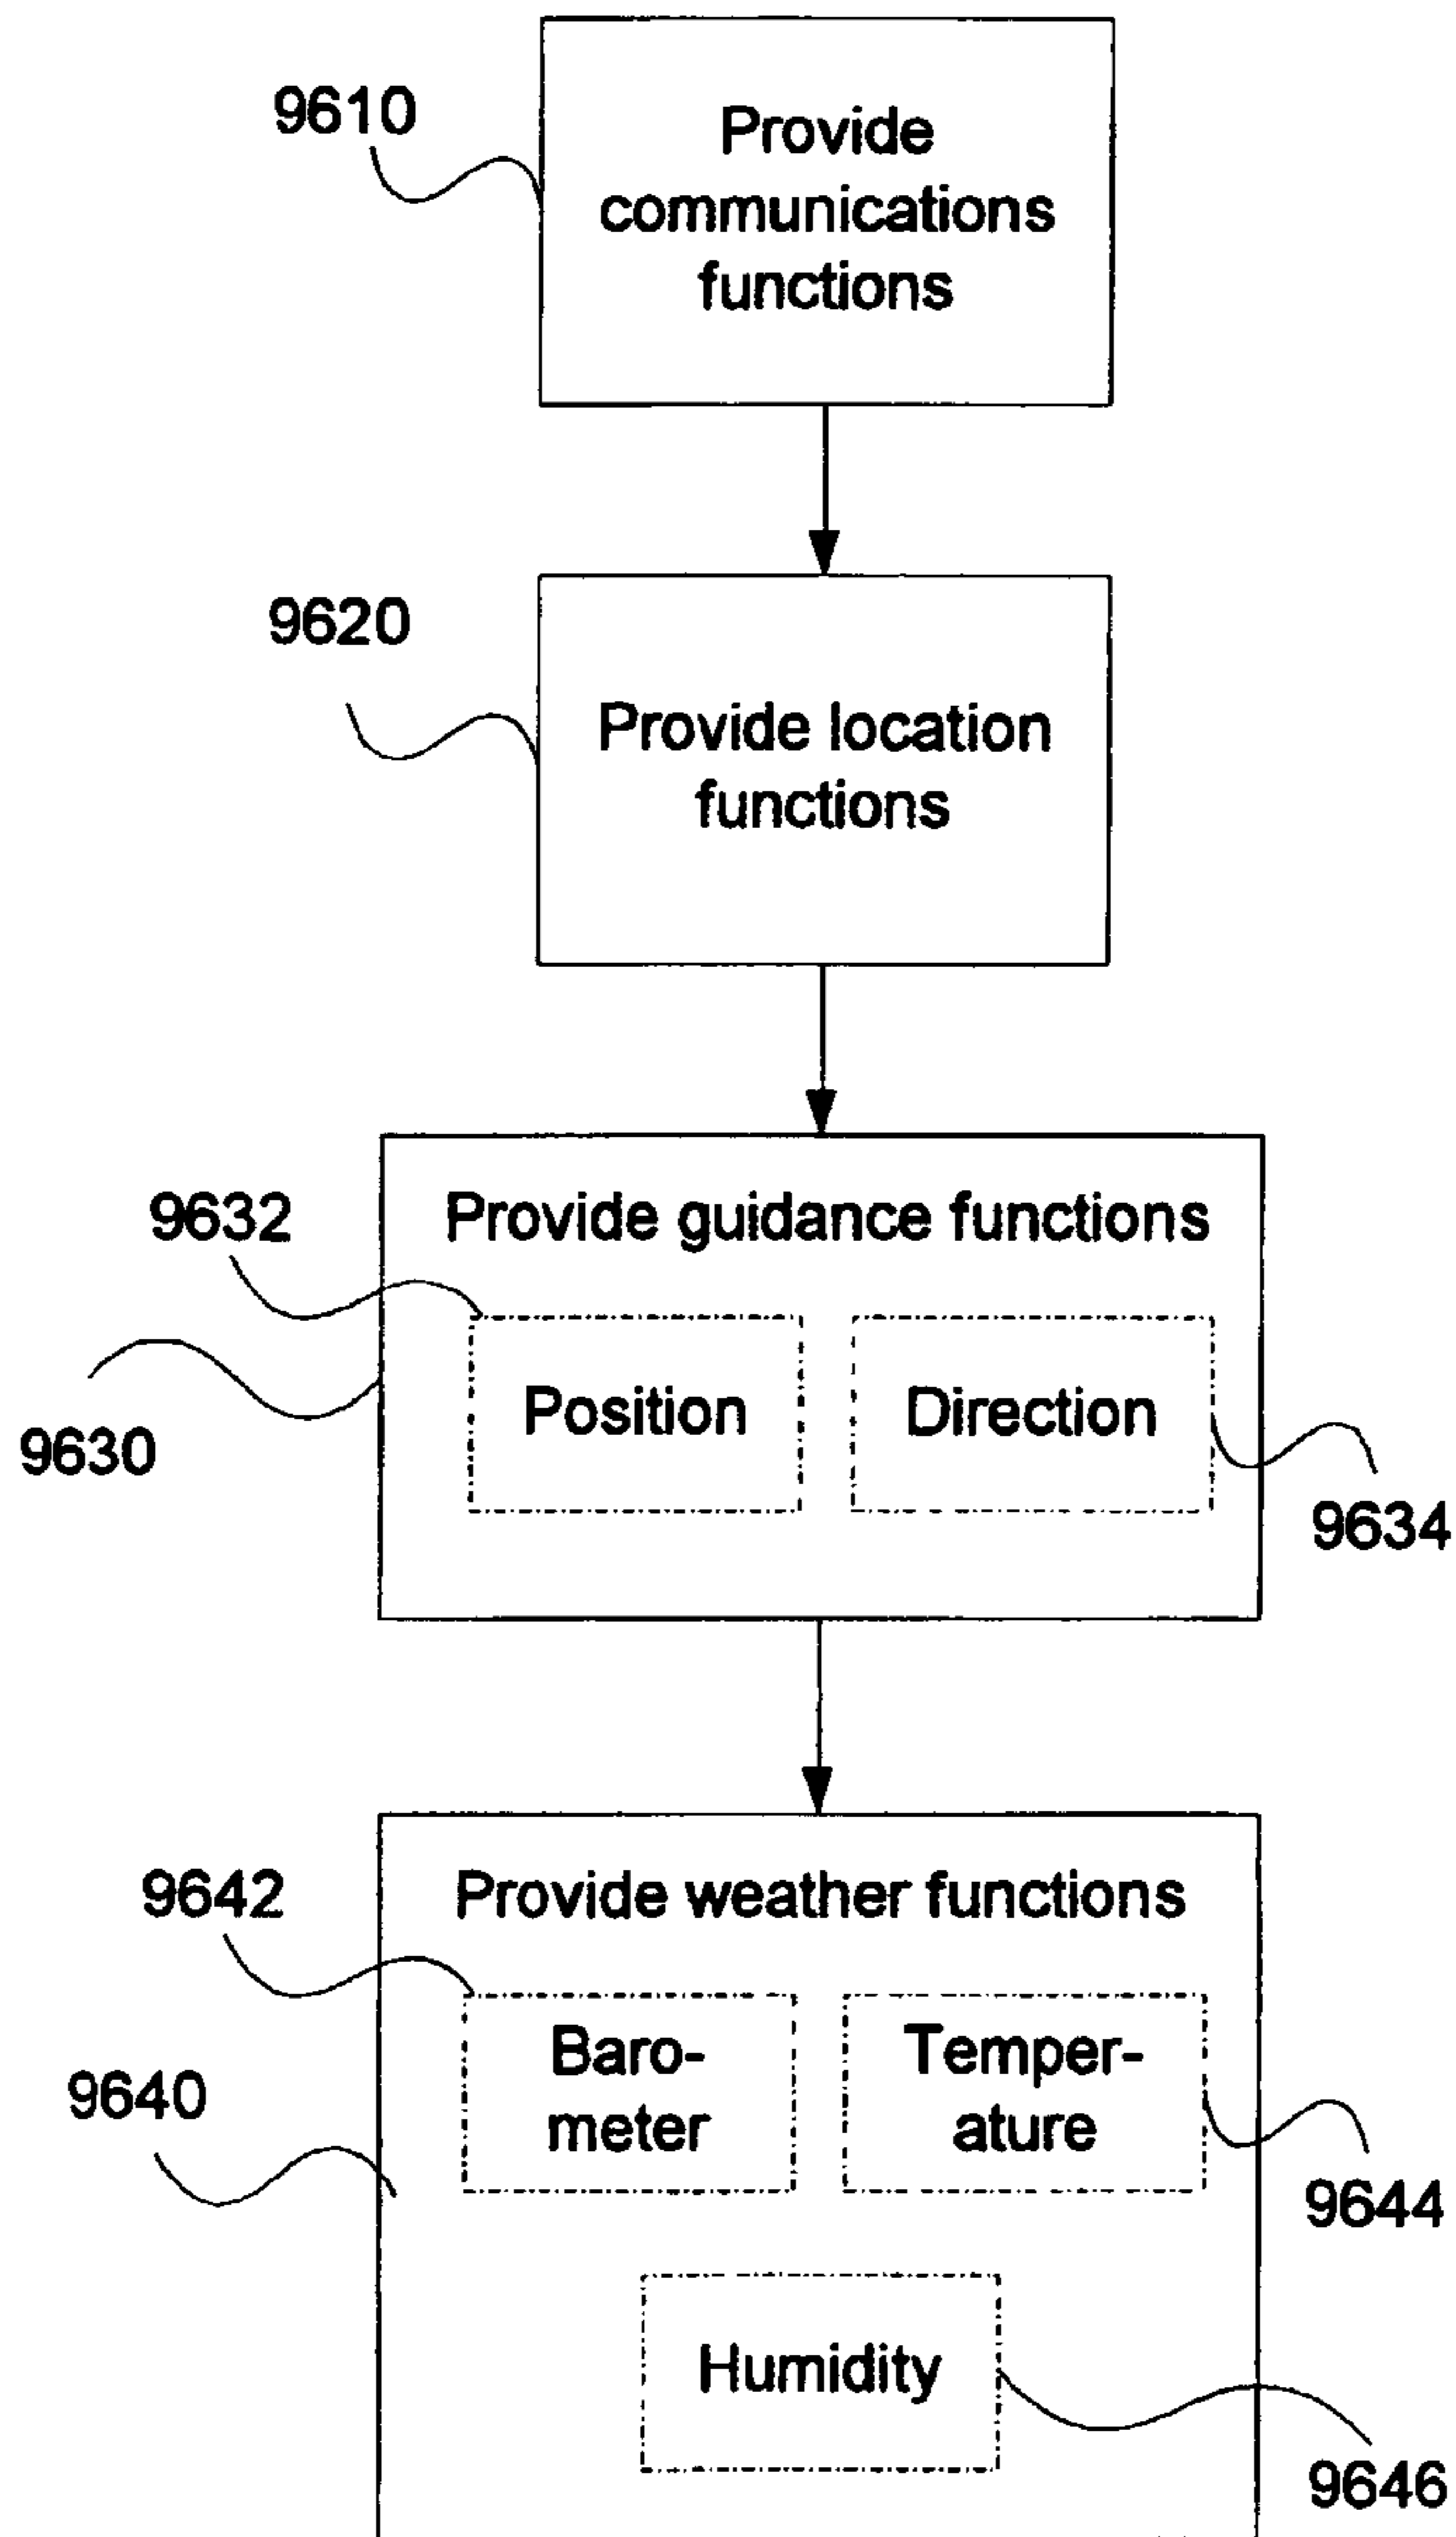 9610
Provide
communications
functions
9620
Provide location
functions
9632
Provide guidance functions
Position
Direction
9630
9634
9642
Provide weather functions
Baro-
meter
Temper-
ature
9640
9644
Humidity
9646